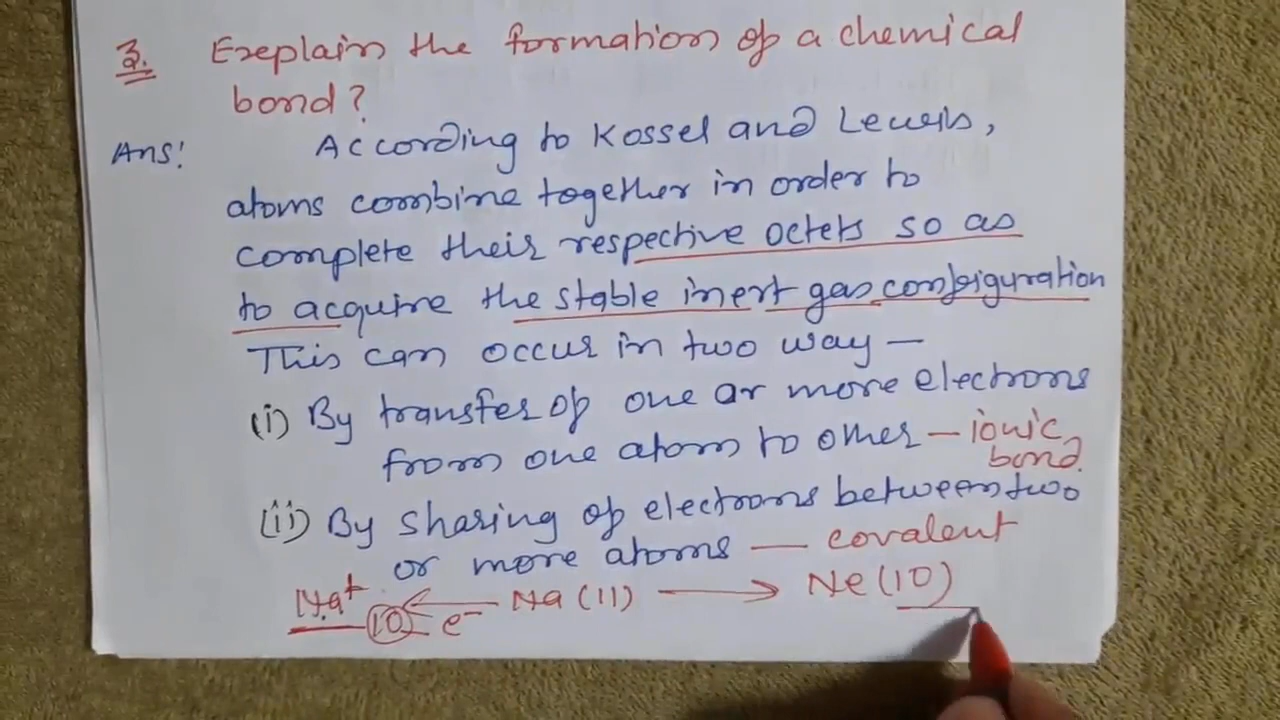 3. Explain the formation of a chemical
bond?
Ans: According to Kossel and Lewis,
atoms combine together in order to
complete their respective octets so as
to acquire the stable inert gas configuration
This can occur in two way —
(i) By transfer of one or more electrons
from one atom to other — ionic
bond.
(ii) By sharing of electrons between two
or more atoms — covalent
Na+ (10) ← e- Na (11) → Ne (10)